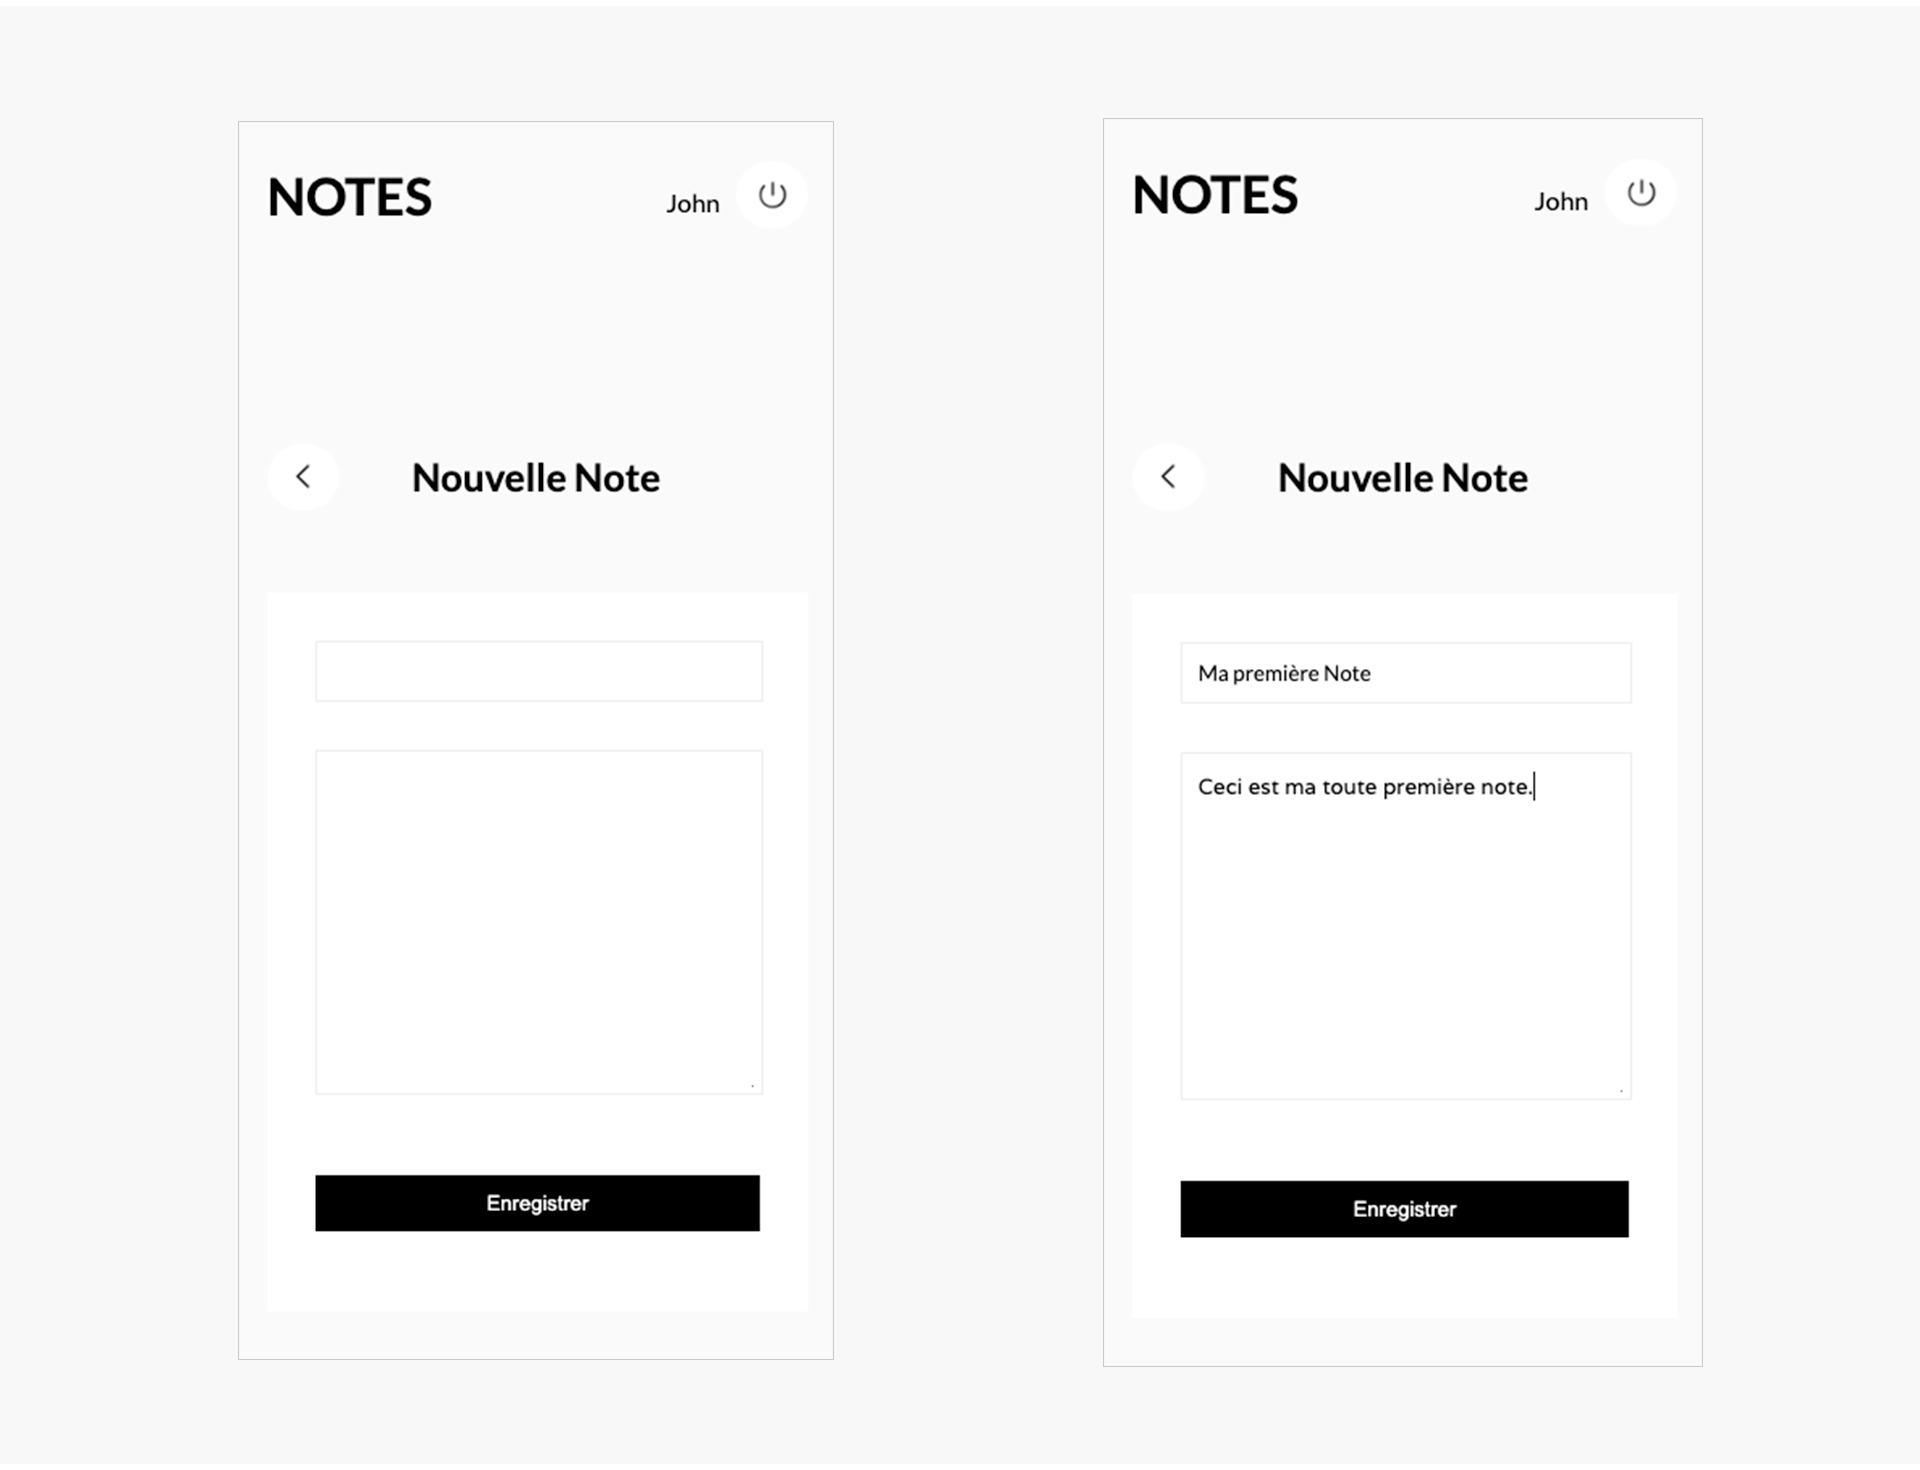 NOTES
John
Nouvelle Note
Enregistrer
NOTES
John
Nouvelle Note
Ma première Note
Ceci est ma toute première note.
Enregistrer